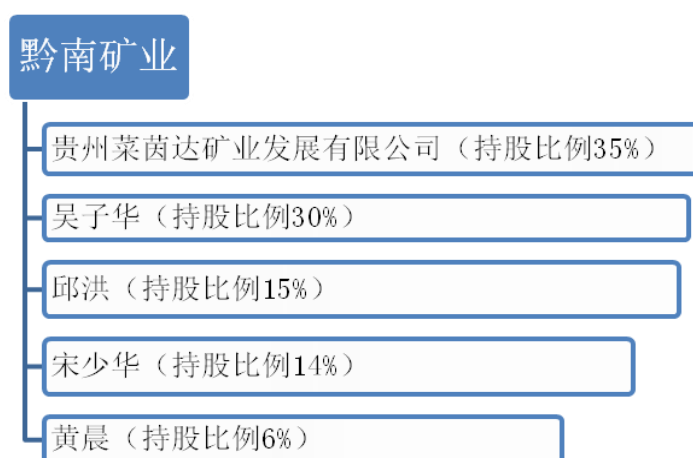 黔南矿业
贵州菜茵达矿业发展有限公司（持股比例35%）
吴子华（持股比例30%）
邱洪（持股比例15%）
宋少华（持股比例14%）
黄晨（持股比例6%）